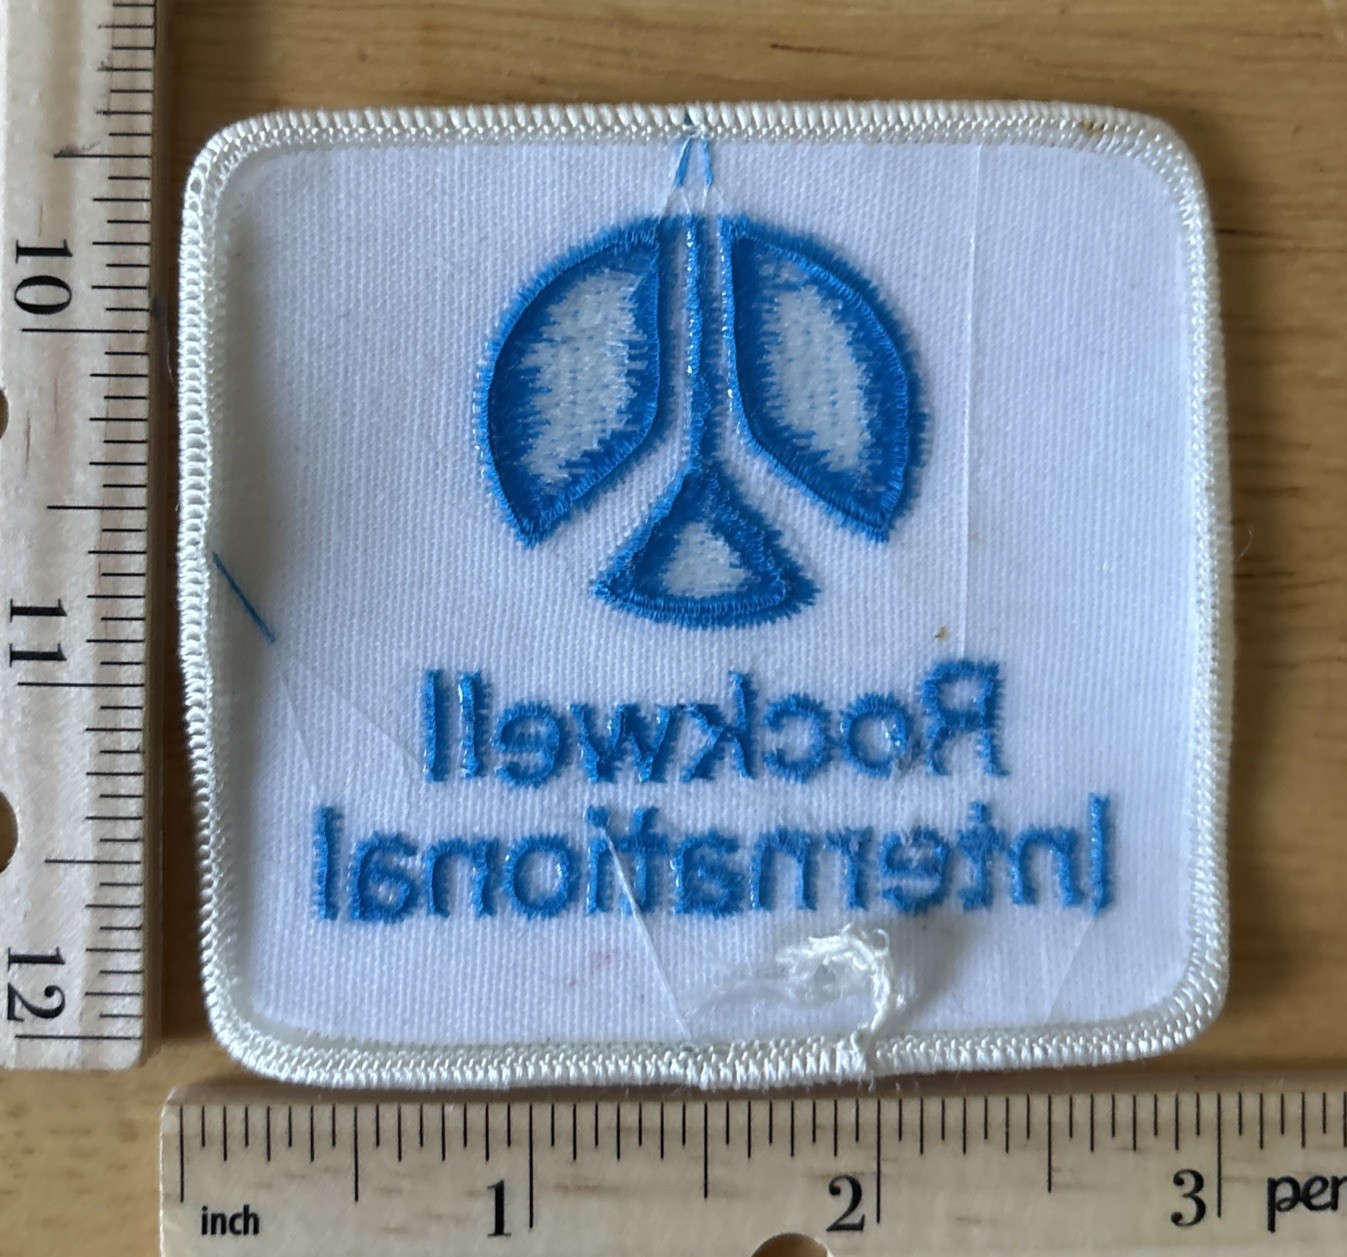 Rockwell
International
10
11
12
inch
1
2
3
per